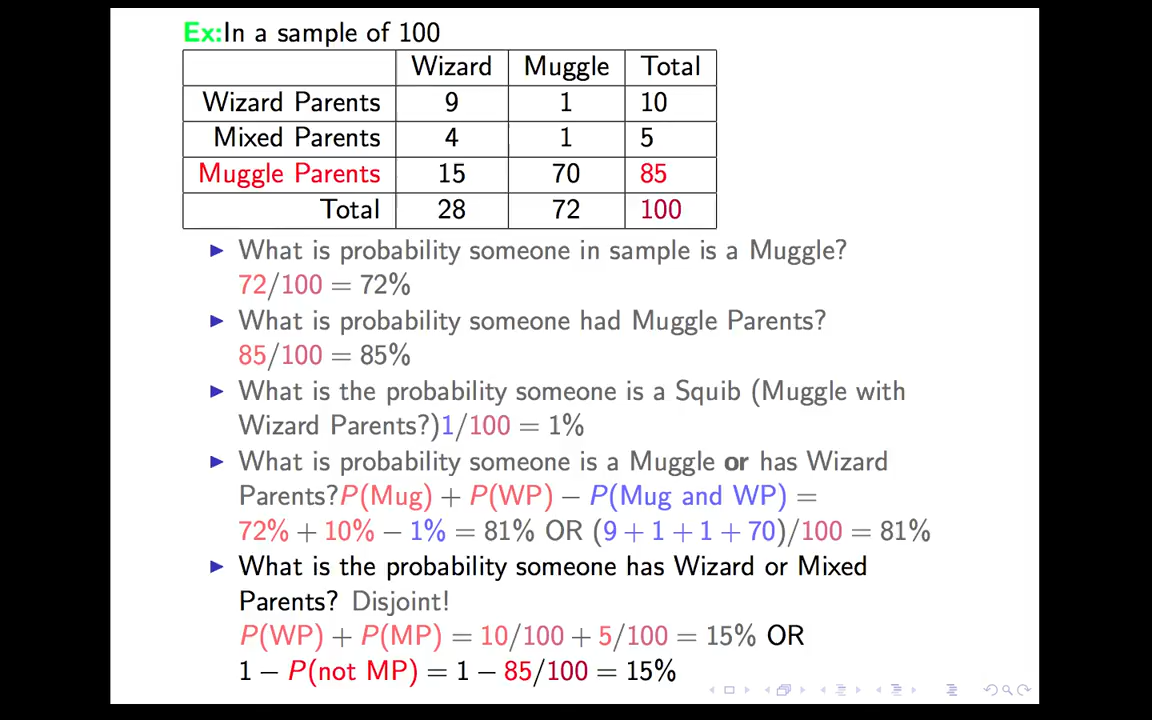 Ex:In a sample of 100
Wizard Muggle Total
Wizard Parents 9 1 10
Mixed Parents 4 1 5
Muggle Parents 15 70 85
Total 28 72 100
What is probability someone in sample is a Muggle?
72/100 = 72%
What is probability someone had Muggle Parents?
85/100 = 85%
What is the probability someone is a Squib (Muggle with
Wizard Parents?)1/100 = 1%
What is probability someone is a Muggle or has Wizard
Parents?P(Mug) + P(WP) − P(Mug and WP) =
72% + 10% − 1% = 81% OR (9 + 1 + 1 + 70)/100 = 81%
What is the probability someone has Wizard or Mixed
Parents? Disjoint!
P(WP) + P(MP) = 10/100 + 5/100 = 15% OR
1 − P(not MP) = 1 − 85/100 = 15%